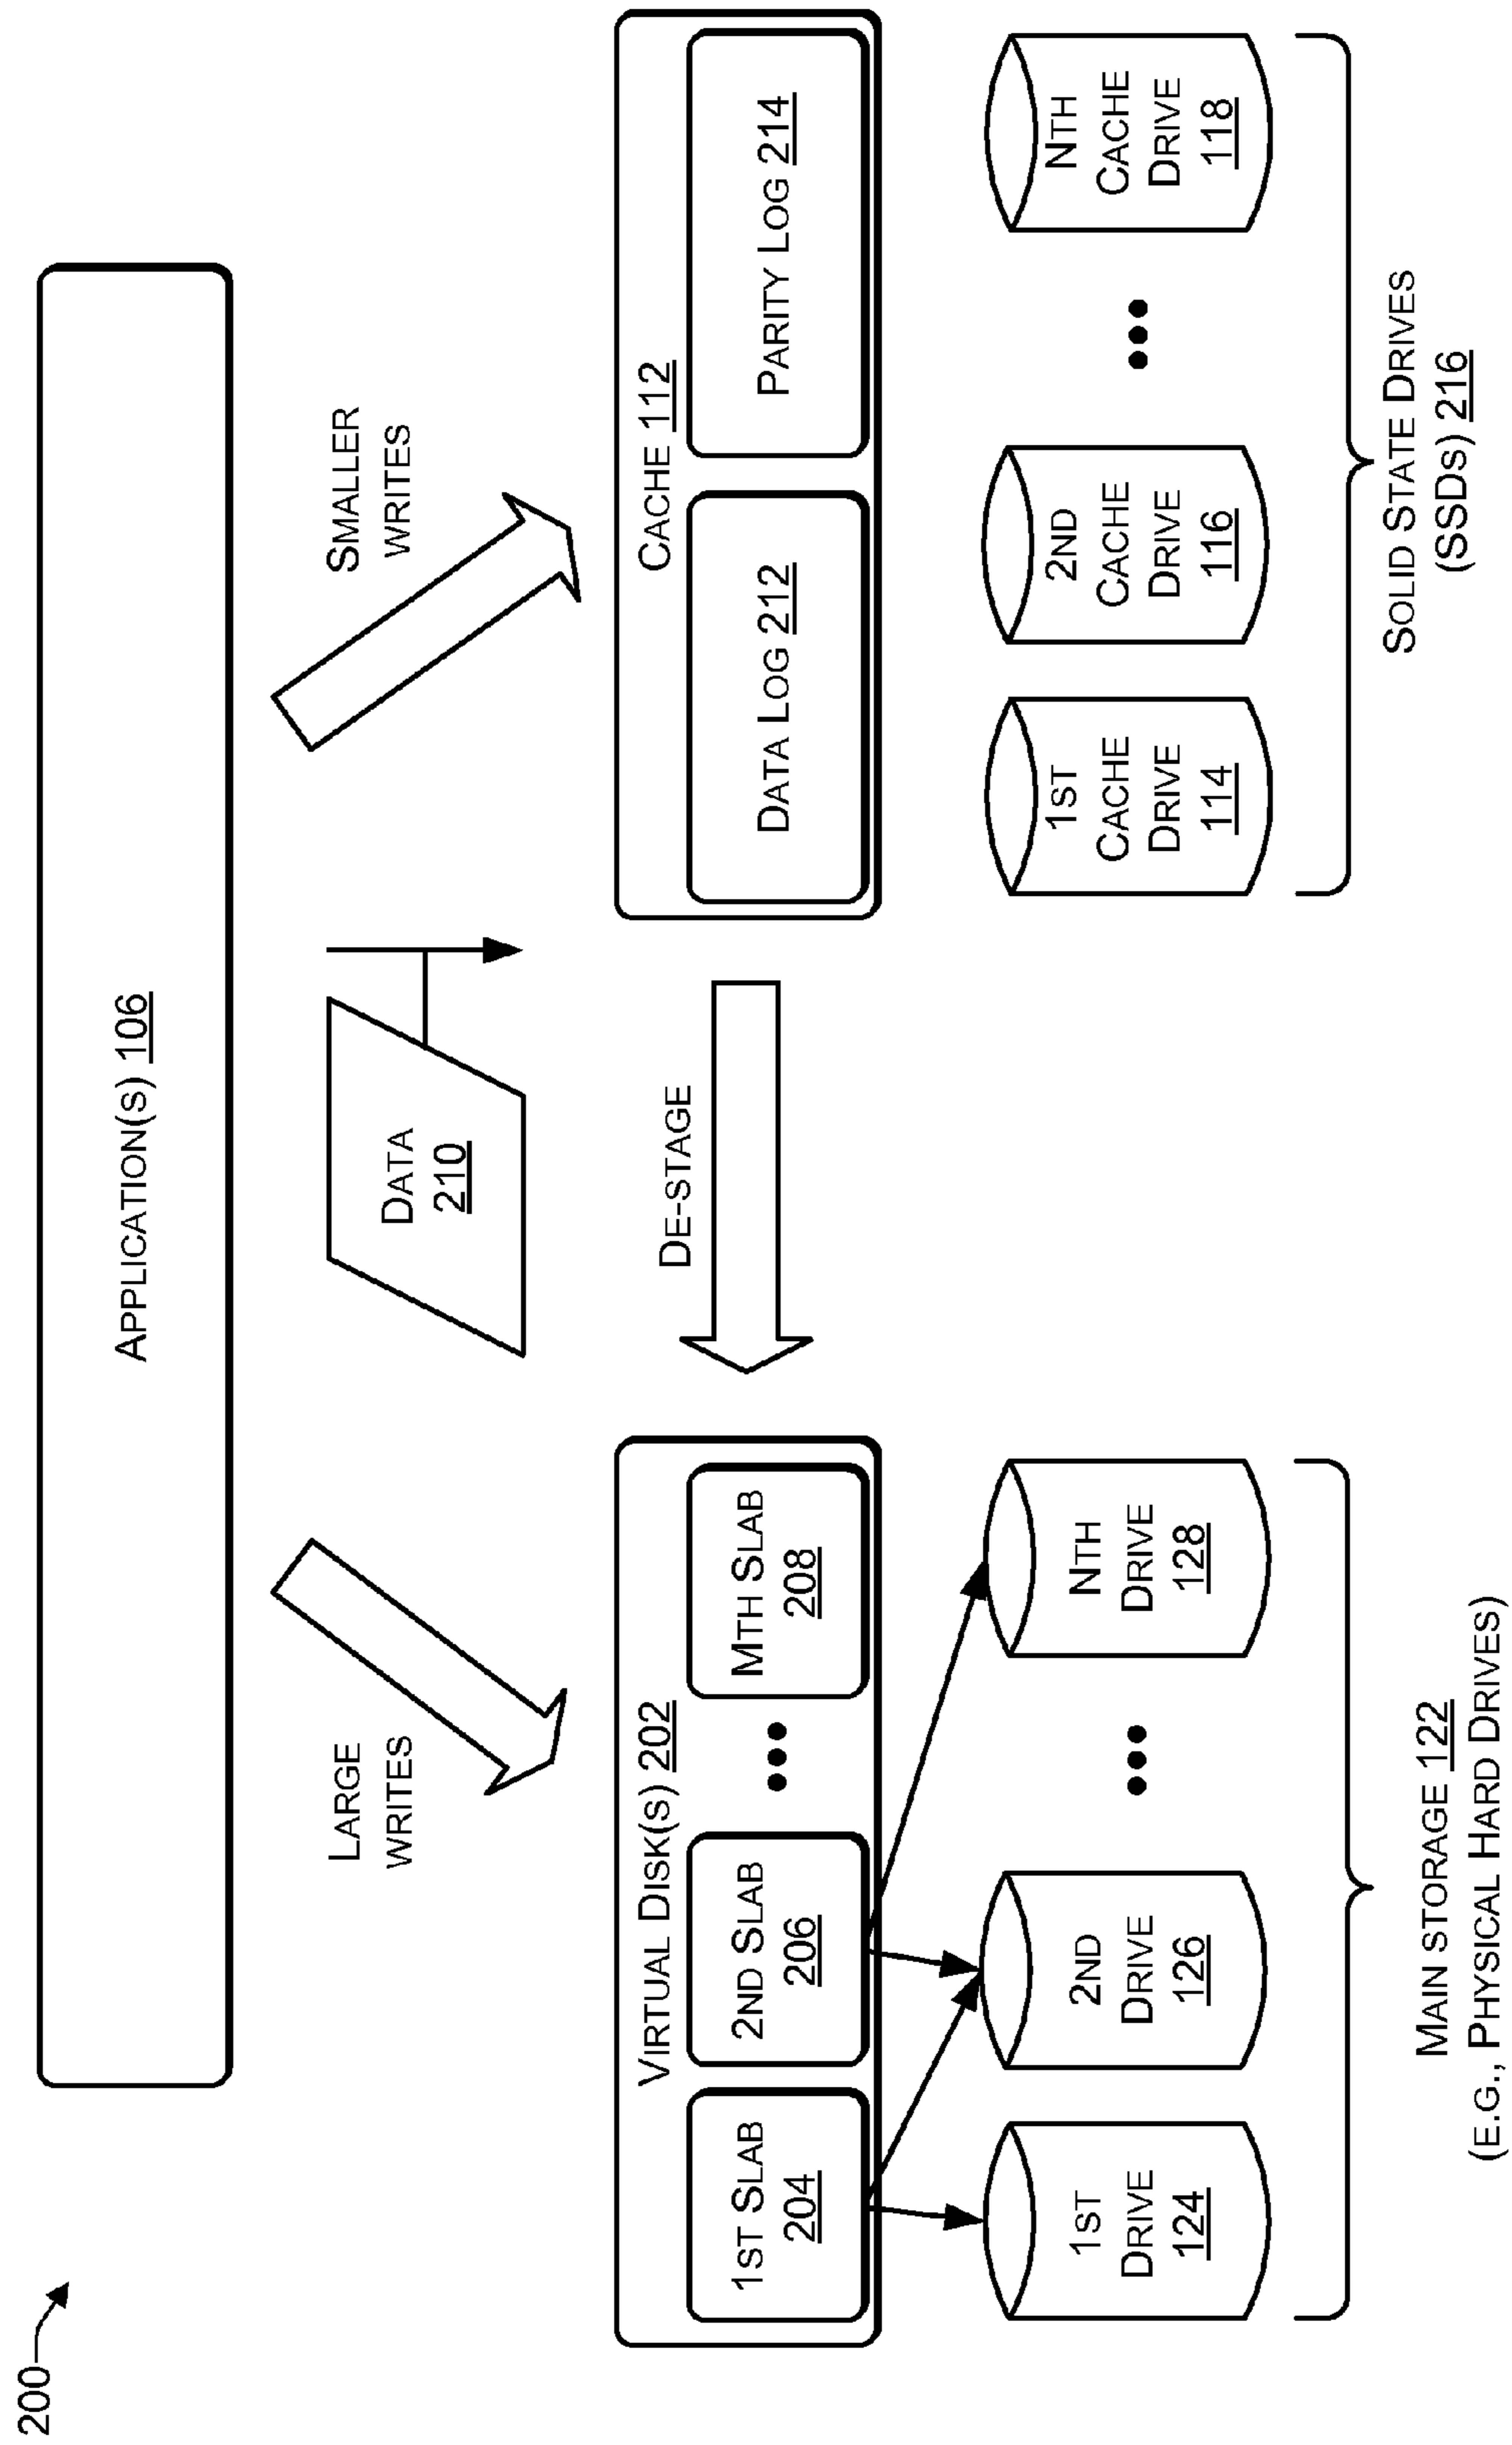 200
APPLICATION(S) 106
LARGE
WRITES
DATA
210
SMALLER
WRITES
DE-STAGE
VIRTUAL DISK(S) 202
1ST SLAB
204
2ND SLAB
206
•••
MTH SLAB
208
CACHE 112
DATA LOG 212
PARITY LOG 214
1ST
DRIVE
124
2ND
DRIVE
126
•••
NTH
DRIVE
128
1ST
CACHE
DRIVE
114
2ND
CACHE
DRIVE
116
•••
NTH
CACHE
DRIVE
118
MAIN STORAGE 122
(E.G., PHYSICAL HARD DRIVES)
SOLID STATE DRIVES
(SSDS) 216